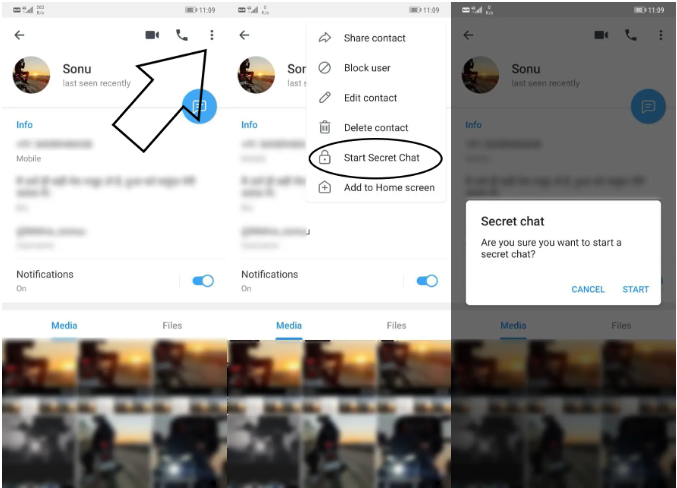 11:09
Sonu
last seen recently
Info
Mobile
Notifications
On
Media
Files
11:09
Son
Share contact
Block user
Edit contact
Delete contact
Start Secret Chat
Add to Home screen
Info
Notifications
On
Media
Files
11:09
Sonu
last seen recently
Info
Secret chat
Are you sure you want to start a
secret chat?
CANCEL START
Media
Files